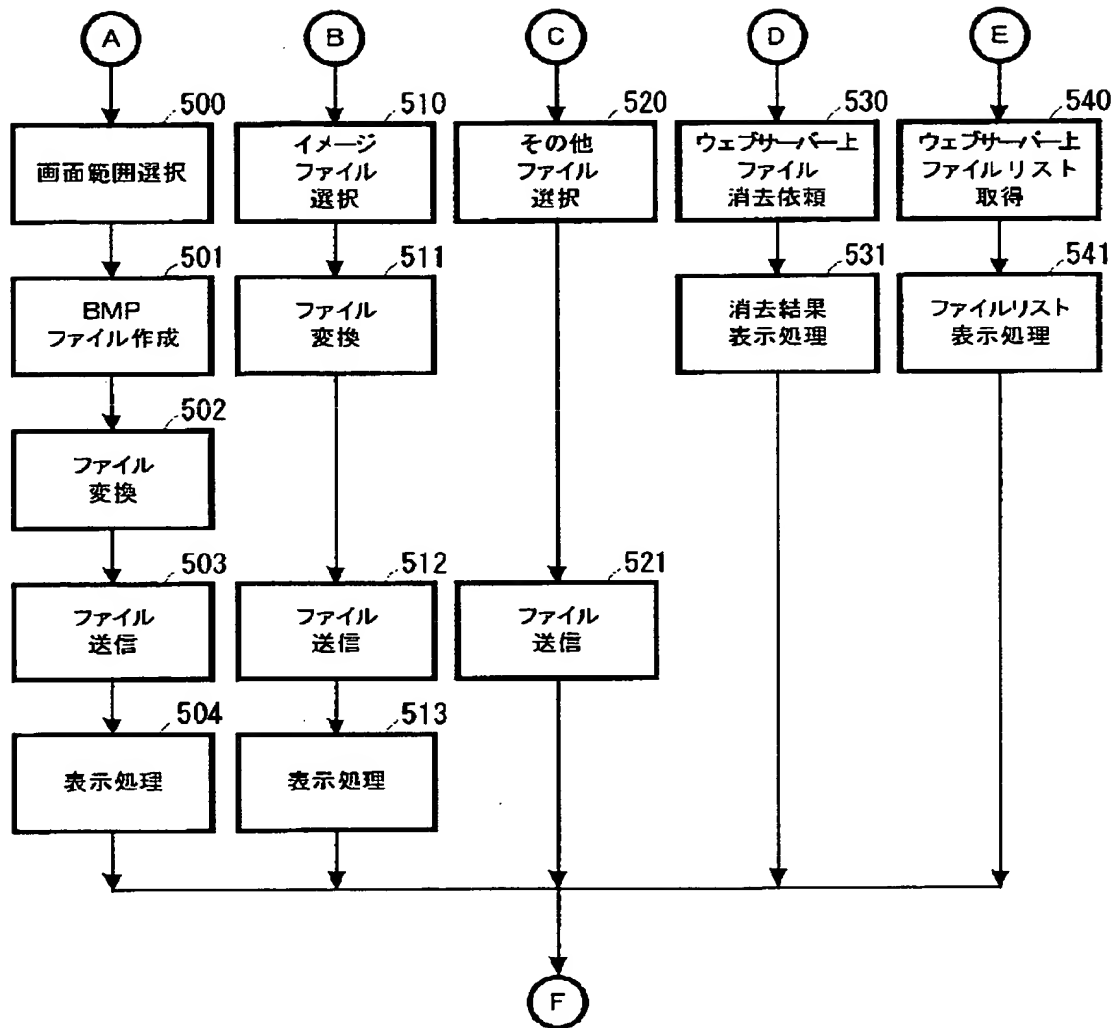 A
B
C
D
E
500
510
520
530
540
画面範囲選択
イメージ
ファイル
選択
その他
ファイル
選択
ウェブサーバー上
ファイル
消去依頼
ウェブサーバー上
ファイルリスト
取得
501
511
531
541
BMP
ファイル作成
ファイル
変換
消去結果
表示処理
ファイルリスト
表示処理
502
ファイル
変換
503
512
521
ファイル
送信
ファイル
送信
ファイル
送信
504
513
表示処理
表示処理
F